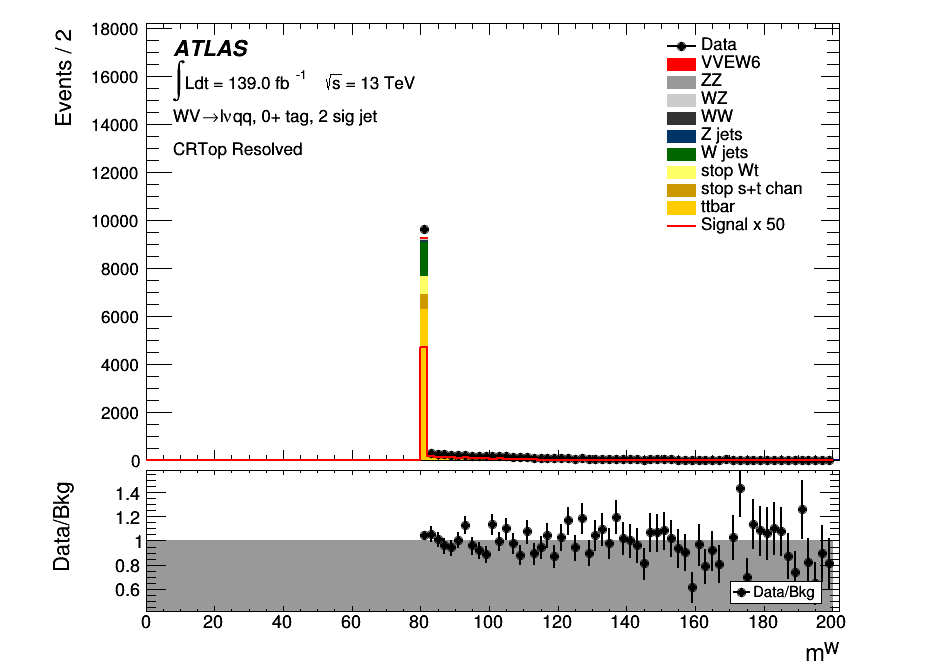 18000
16000
14000
12000
10000
8000
6000
4000
2000
0
Events / 2
ATLAS
∫Ldt = 139.0 fb⁻¹ √s = 13 TeV
WV→lνqq, 0+ tag, 2 sig jet
CRTop Resolved
Data
VVEW6
ZZ
WZ
WW
Z jets
W jets
stop Wt
stop s+t chan
ttbar
Signal x 50
Data/Bkg
1.4
1.2
1
0.8
0.6
Data/Bkg
0 20 40 60 80 100 120 140 160 180 200
mᵂ